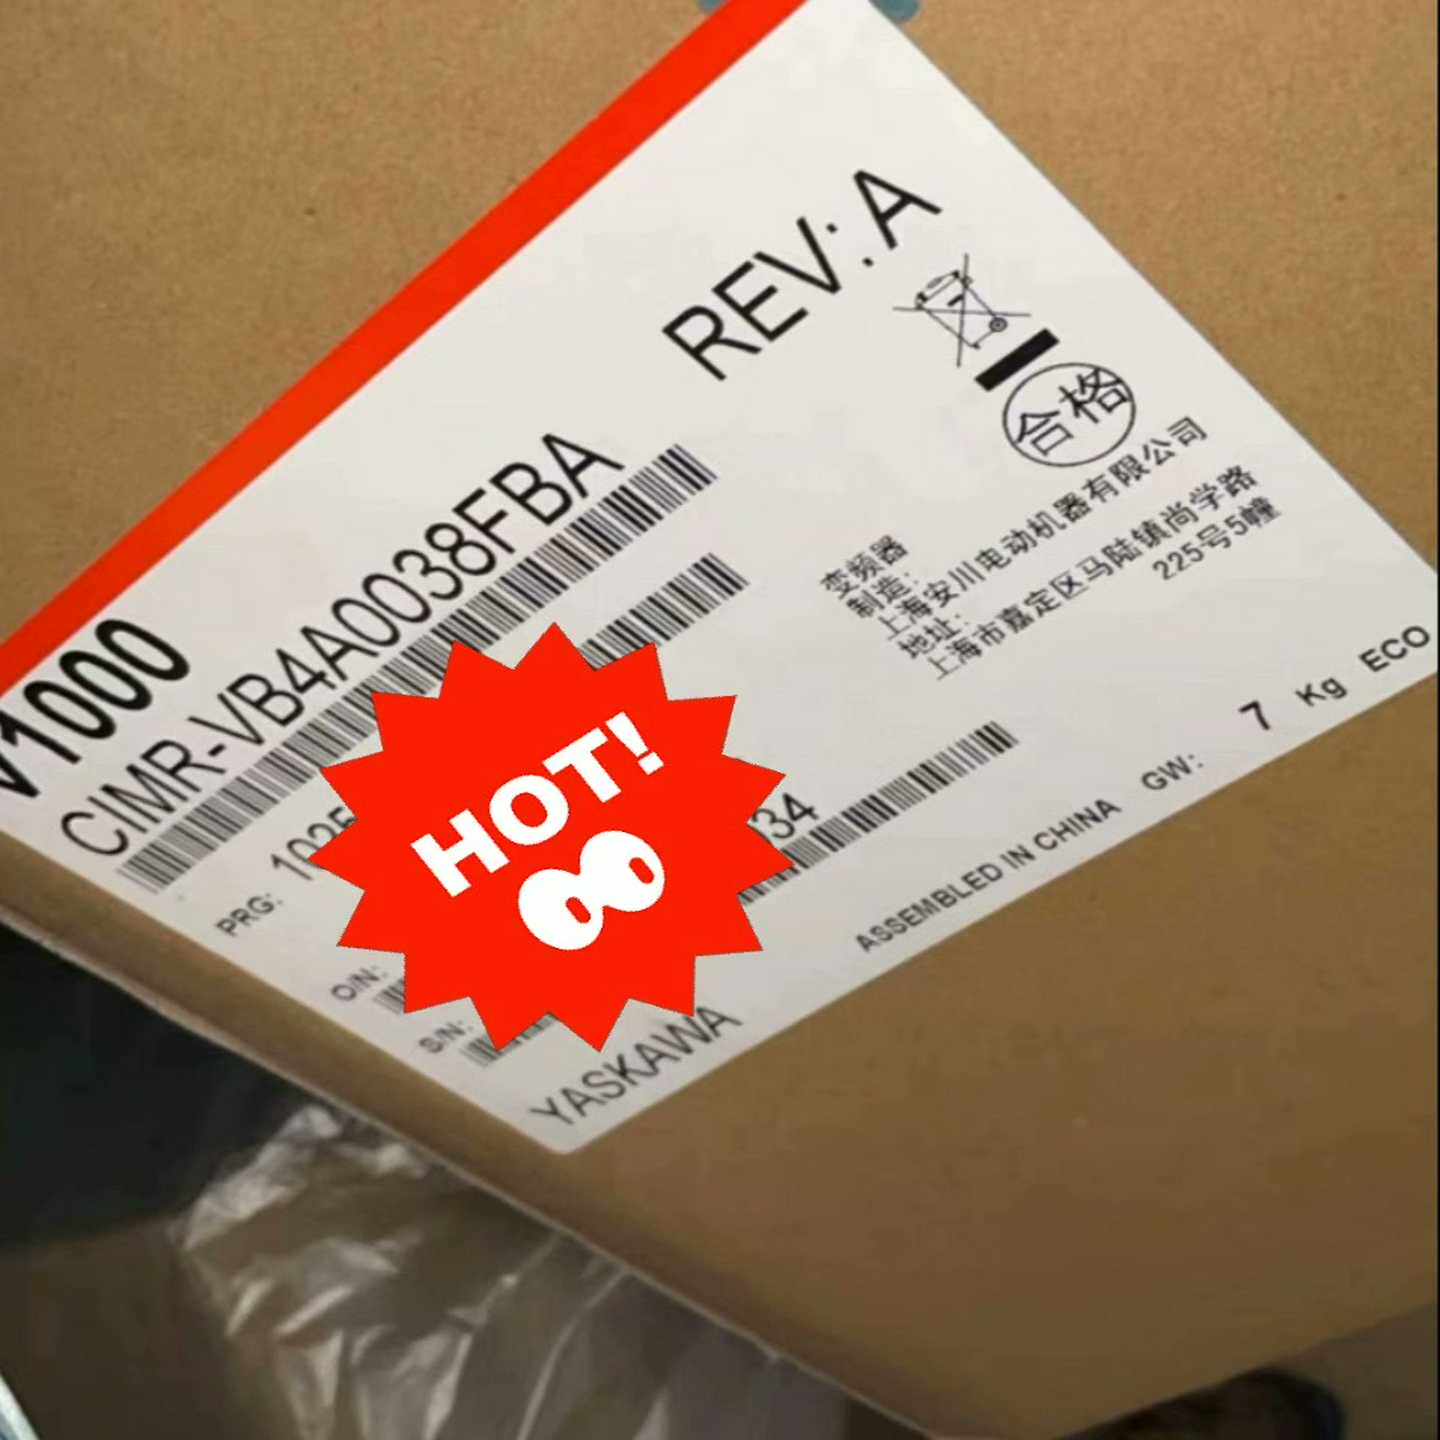 V1000
REV: A
CIMR-VB4A0038FBA
合格
变频器
制造:
上海安川电动机器有限公司
地址:
上海市嘉定区马陆镇尚学路
225号5幢
PRG:
HOT!
34
O/N:
S/N:
YASKAWA
ASSEMBLED IN CHINA
GW: 7 Kg ECO